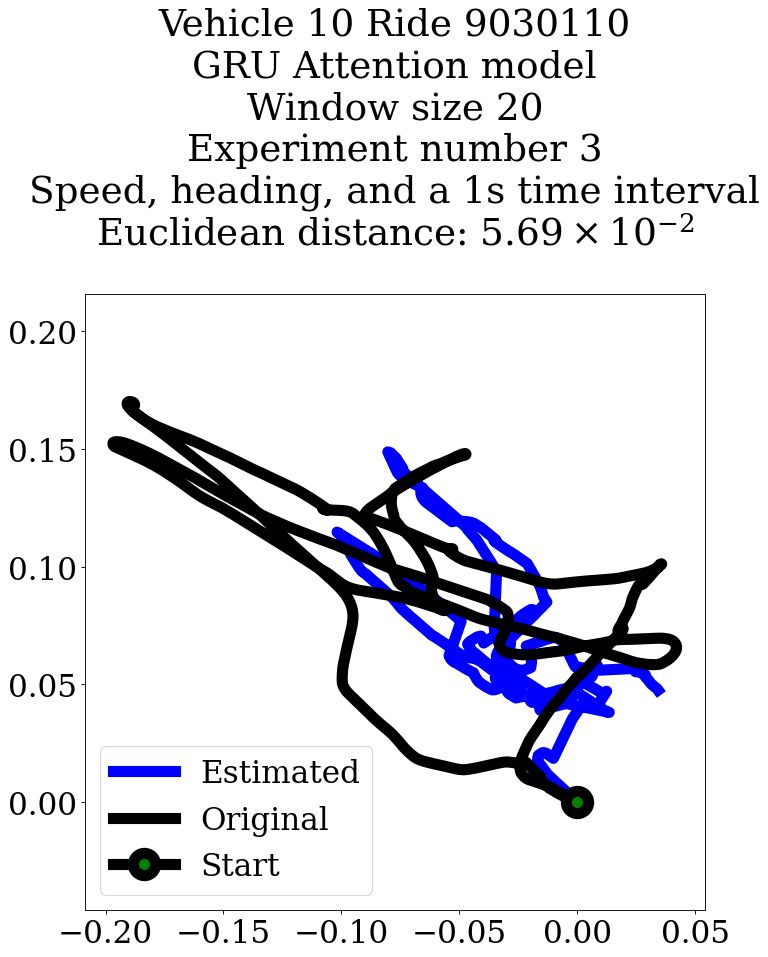 Vehicle 10 Ride 9030110
GRU Attention model
Window size 20
Experiment number 3
Speed, heading, and a 1s time interval
Euclidean distance: 5.69 × 10⁻²
0.20
0.15
0.10
0.05
0.00
Estimated
Original
Start
−0.20 −0.15 −0.10 −0.05 0.00 0.05